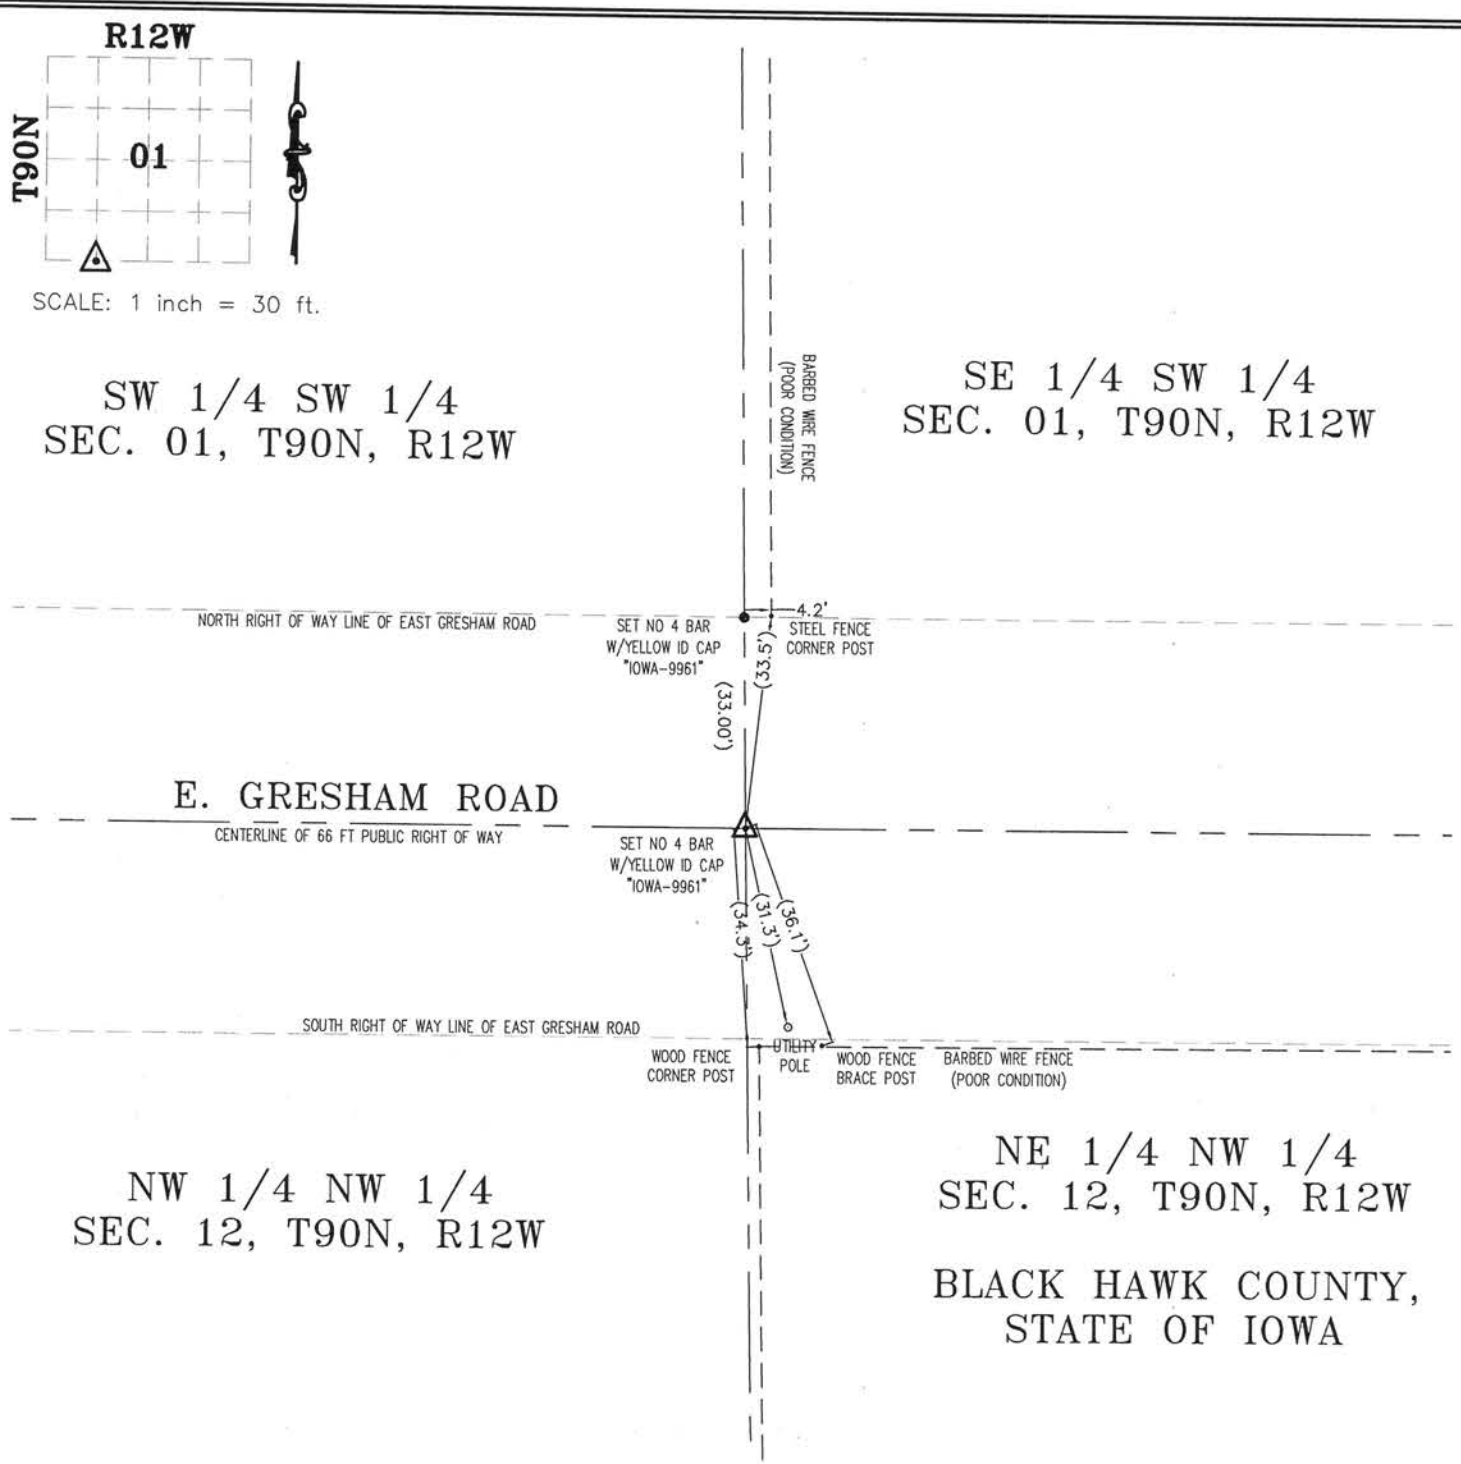 R12W
T90N
01
SCALE: 1 inch = 30 ft.
SW 1/4 SW 1/4
SEC. 01, T90N, R12W
BARBED WIRE FENCE
(POOR CONDITION)
SE 1/4 SW 1/4
SEC. 01, T90N, R12W
NORTH RIGHT OF WAY LINE OF EAST GRESHAM ROAD
SET NO 4 BAR
W/YELLOW ID CAP
"IOWA-9961"
4.2'
STEEL FENCE
CORNER POST
(33.5')
(33.00')
E. GRESHAM ROAD
CENTERLINE OF 66 FT PUBLIC RIGHT OF WAY
SET NO 4 BAR
W/YELLOW ID CAP
"IOWA-9961"
(34.3')
(31.3')
(36.1')
SOUTH RIGHT OF WAY LINE OF EAST GRESHAM ROAD
WOOD FENCE
CORNER POST
UTILITY
POLE
WOOD FENCE
BRACE POST
BARBED WIRE FENCE
(POOR CONDITION)
NW 1/4 NW 1/4
SEC. 12, T90N, R12W
NE 1/4 NW 1/4
SEC. 12, T90N, R12W
BLACK HAWK COUNTY,
STATE OF IOWA